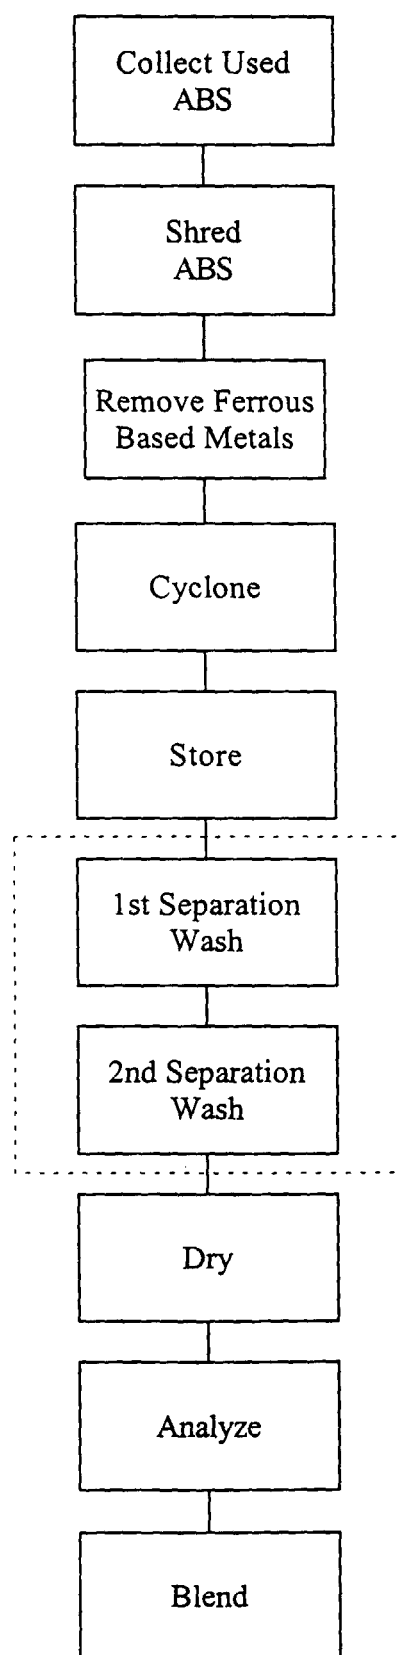 Collect Used
ABS
Shred
ABS
Remove Ferrous
Based Metals
Cyclone
Store
1st Separation
Wash
2nd Separation
Wash
Dry
Analyze
Blend